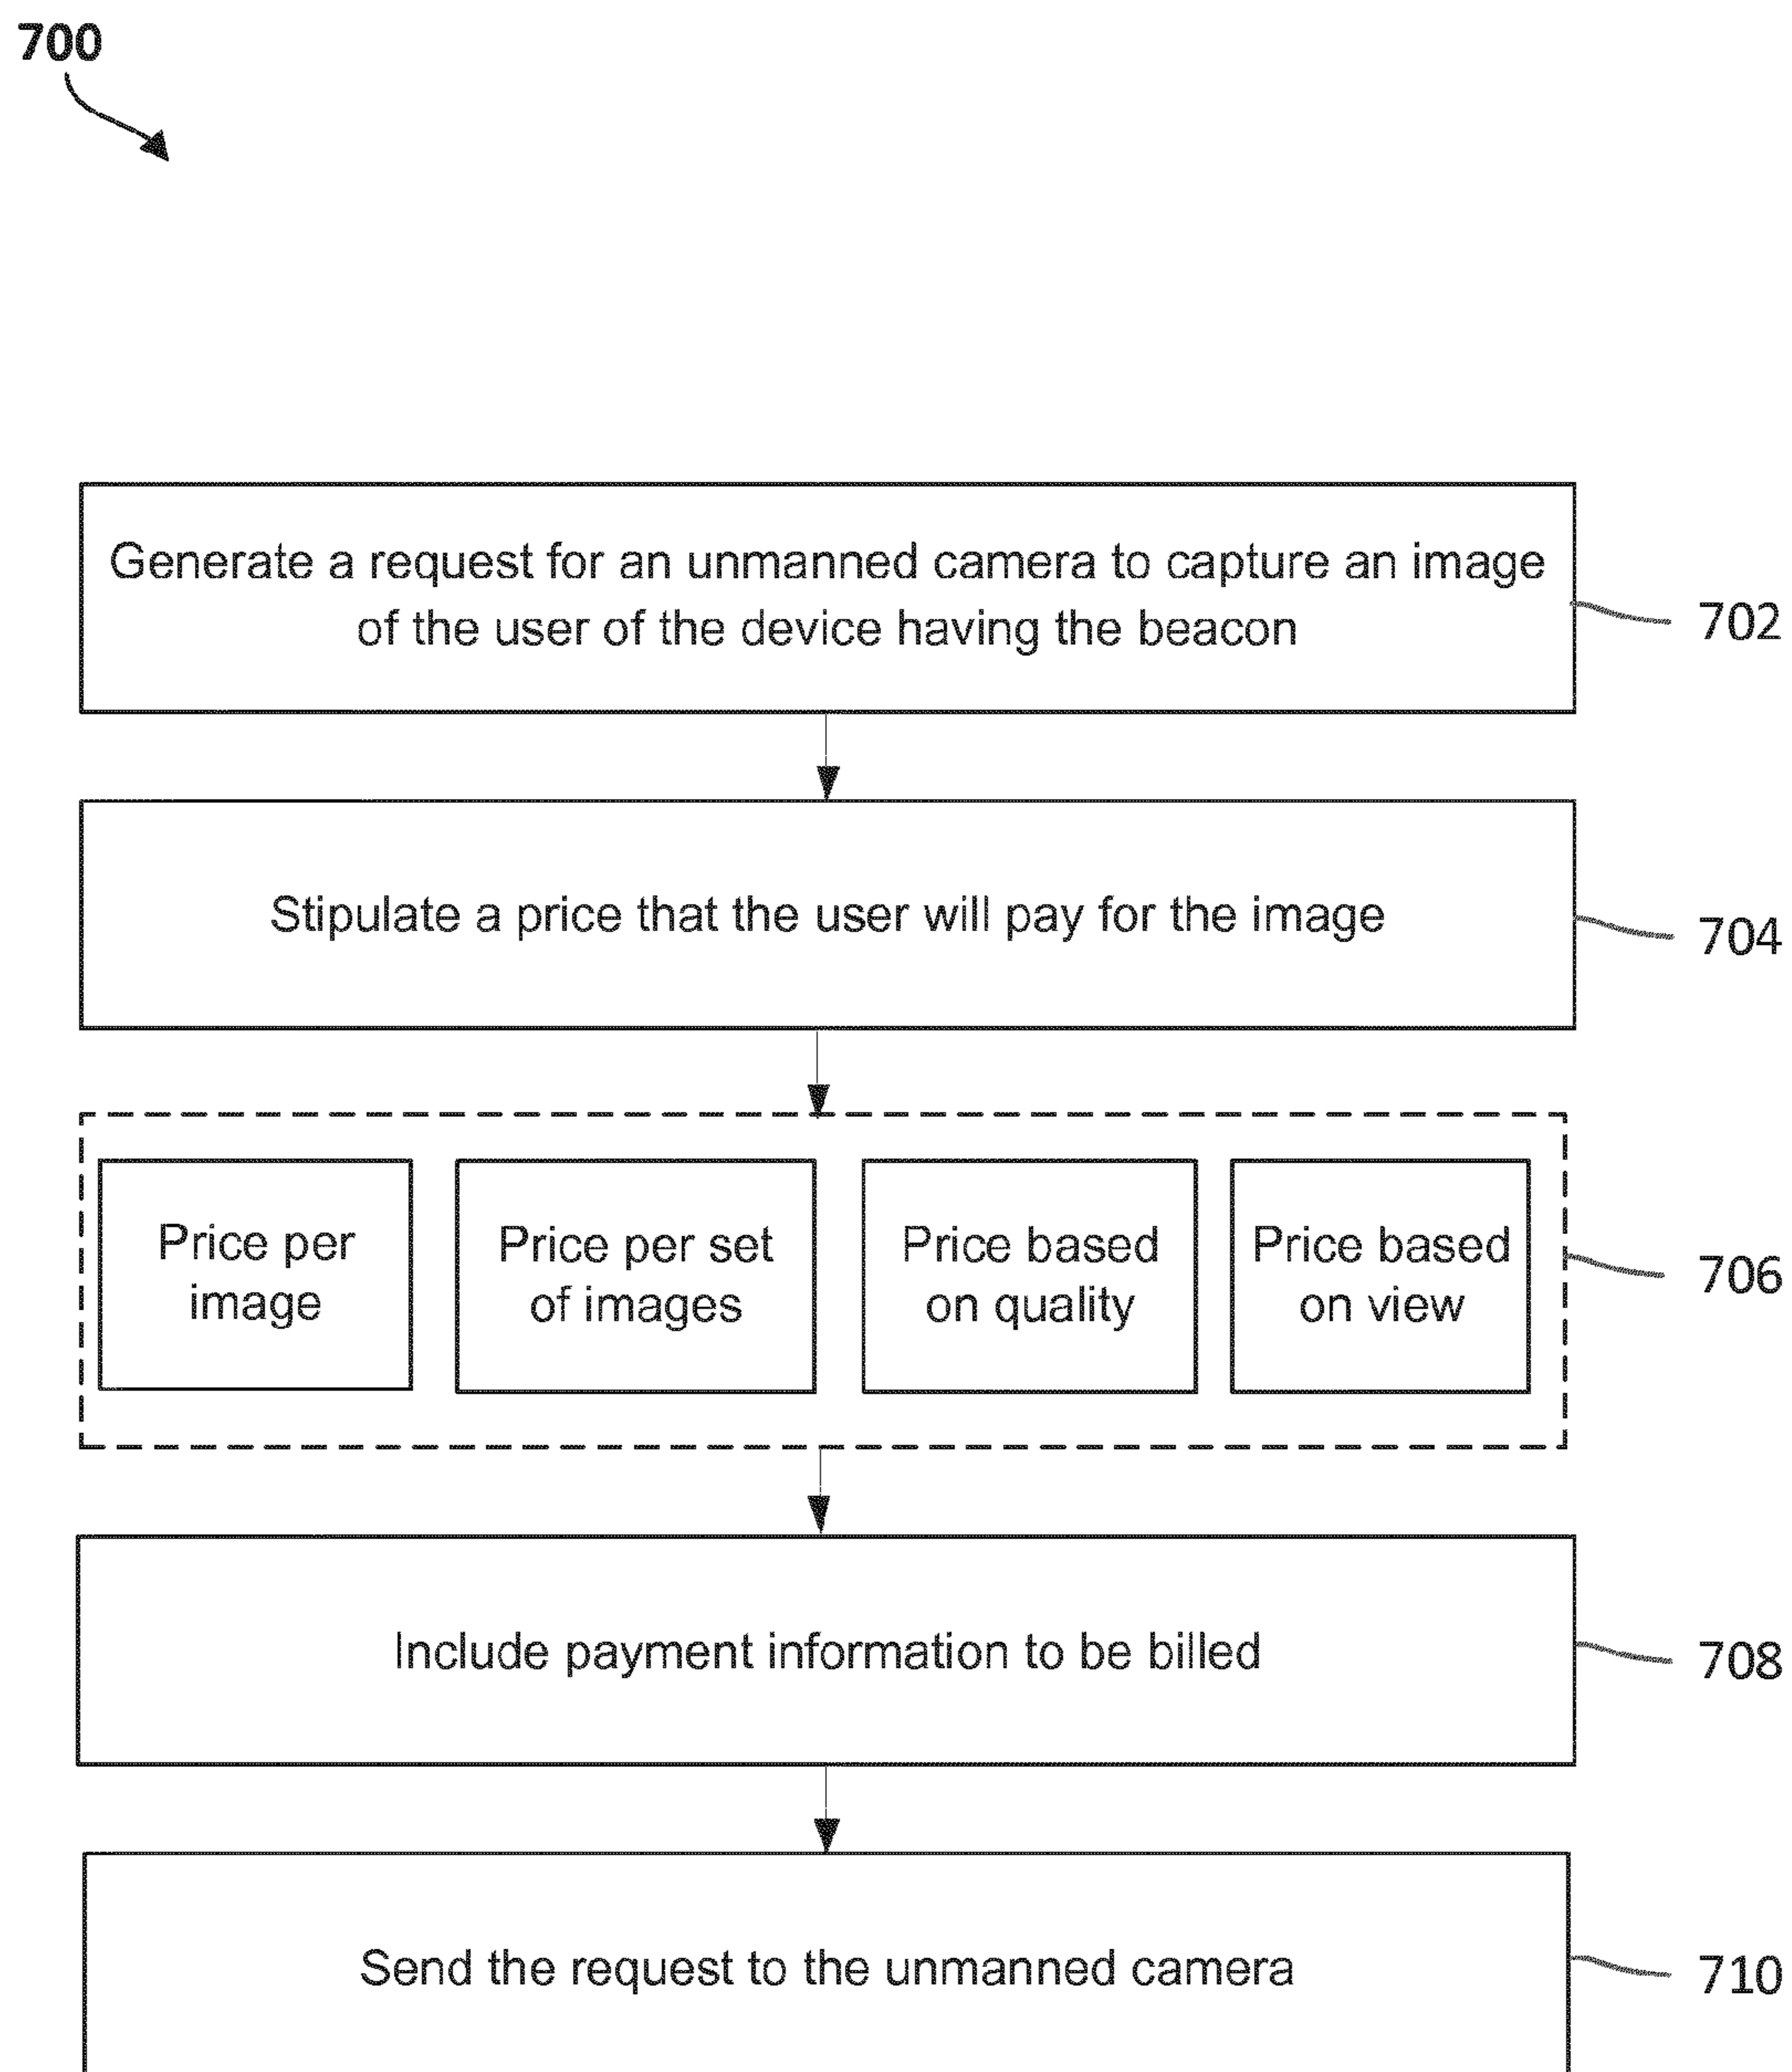 700
Generate a request for an unmanned camera to capture an image
of the user of the device having the beacon
702
Stipulate a price that the user will pay for the image
704
Price per
image
Price per set
of images
Price based
on quality
Price based
on view
706
Include payment information to be billed
708
Send the request to the unmanned camera
710